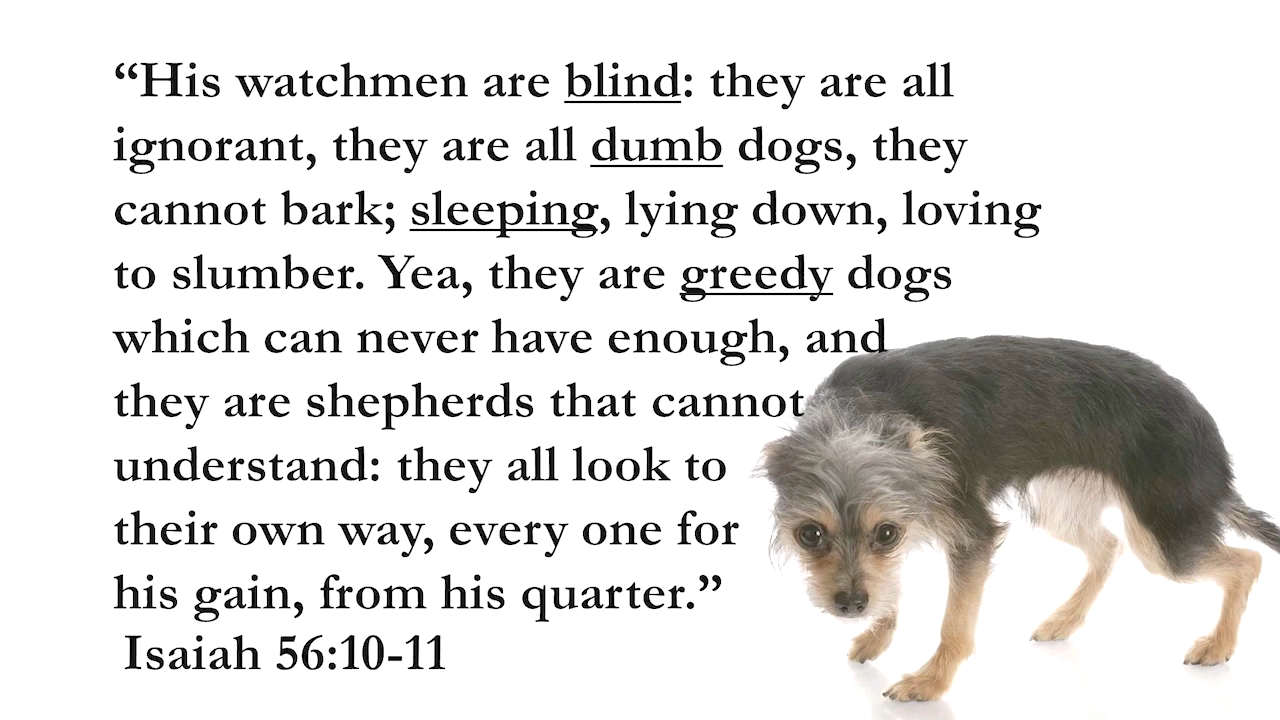 “His watchmen are blind: they are all
ignorant, they are all dumb dogs, they
cannot bark; sleeping, lying down, loving
to slumber. Yea, they are greedy dogs
which can never have enough, and
they are shepherds that cannot
understand: they all look to
their own way, every one for
his gain, from his quarter.”
Isaiah 56:10-11